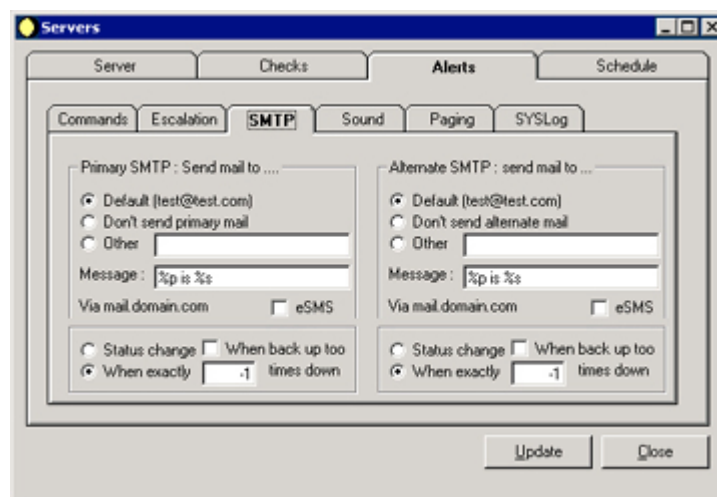 Servers
Server Checks Alerts Schedule
Commands Escalation SMTP Sound Paging SYSLog
Primary SMTP : Send mail to ....
Default (test@test.com)
Don't send primary mail
Other
Message : %p is %s
Via mail.domain.com eSMS
Status change When back up too
When exactly -1 times down
Alternate SMTP : send mail to ...
Default (test@test.com)
Don't send alternate mail
Other
Message : %p is %s
Via mail.domain.com eSMS
Status change When back up too
When exactly -1 times down
Update Close